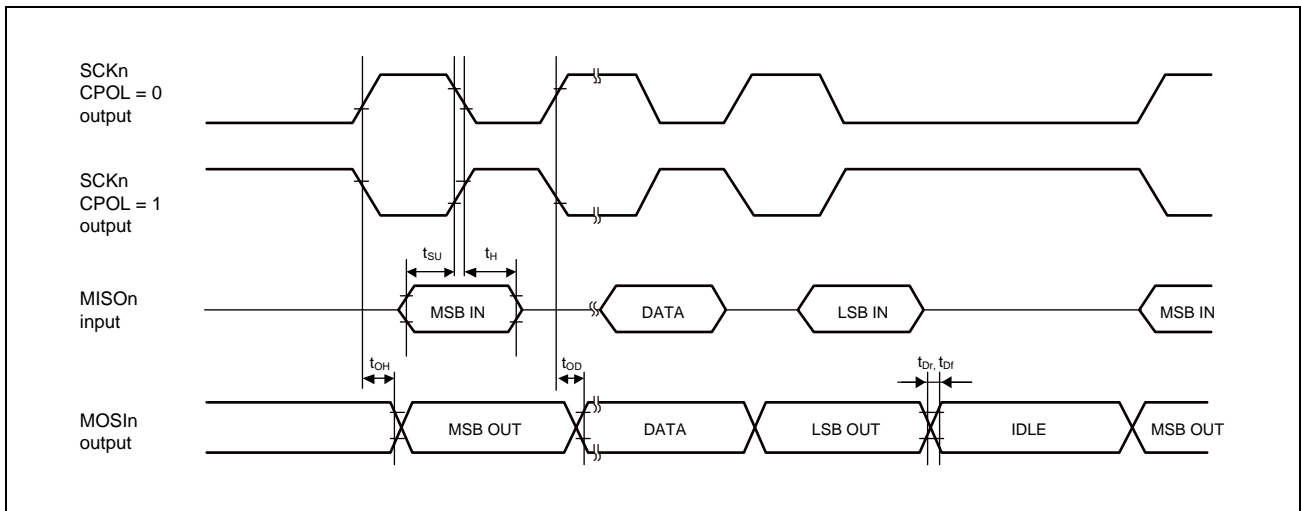 SCKn
CPOL = 0
output
SCKn
CPOL = 1
output
tSU
tH
MISOn
input
MSB IN
DATA
LSB IN
MSB IN
tOH
tOD
tDr, tDf
MOSIn
output
MSB OUT
DATA
LSB OUT
IDLE
MSB OUT